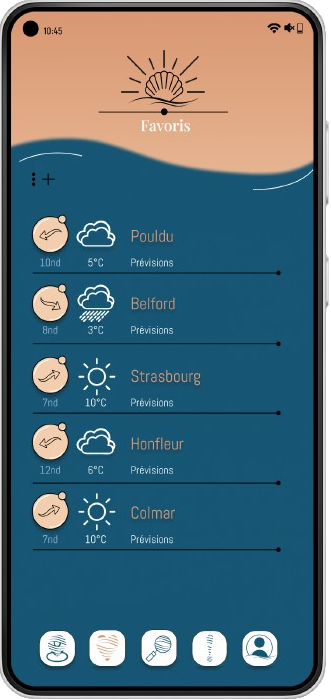 10:45
Favoris
Pouldu
10nd 5°C Prévisions
Belford
8nd 3°C Prévisions
Strasbourg
7nd 10°C Prévisions
Honfleur
12nd 6°C Prévisions
Colmar
7nd 10°C Prévisions